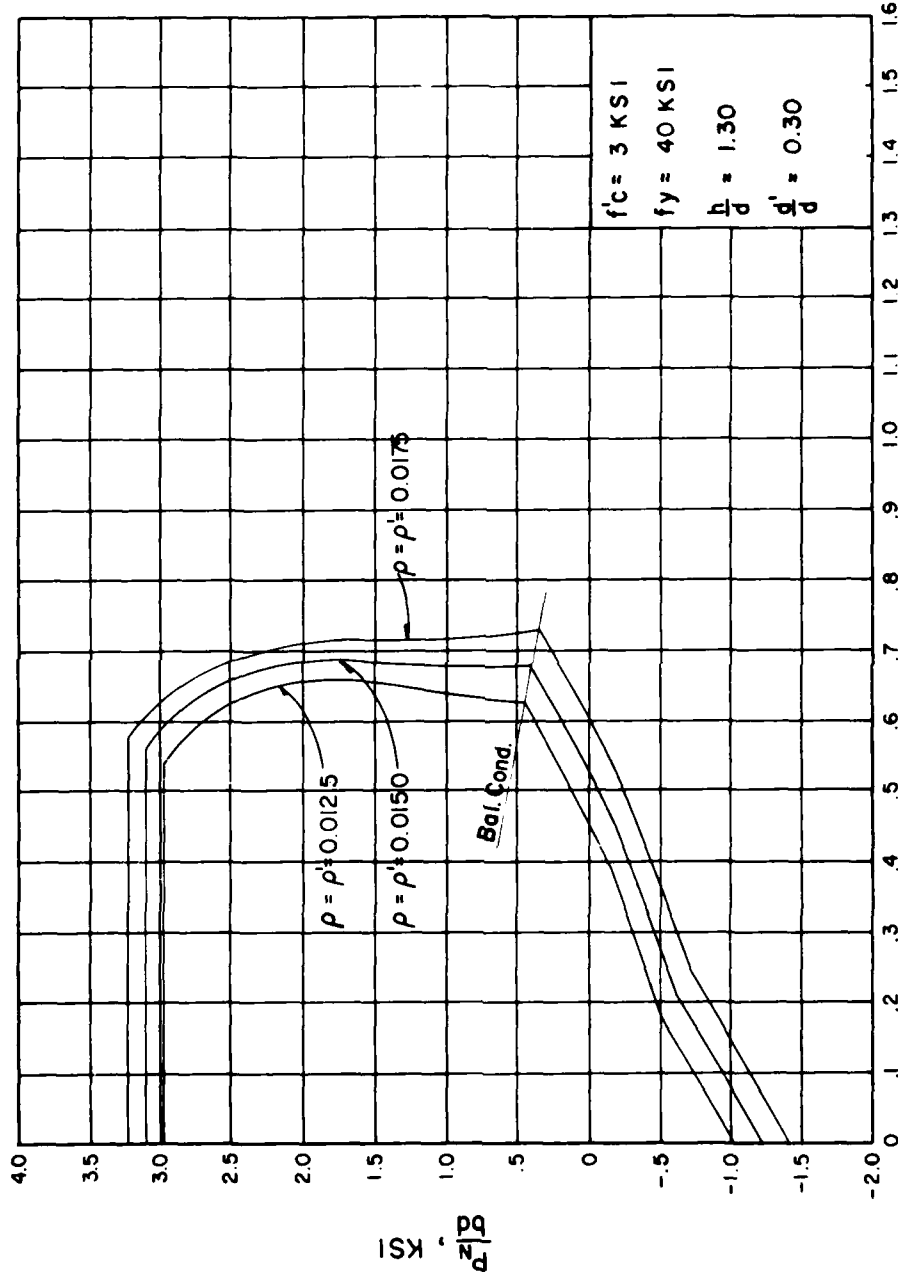 4.0
3.5
3.0
2.5
2.0
1.5
1.0
.5
0
-.5
-1.0
-1.5
-2.0
P_N/bd , KSI
0 .1 .2 .3 .4 .5 .6 .7 .8 .9 1.0 1.1 1.2 1.3 1.4 1.5 1.6
ρ = ρ' = 0.0125
ρ = ρ' = 0.0150
ρ = ρ' = 0.0175
Bal. Cond.
f'c = 3 KSI
fy = 40 KSI
h/d = 1.30
d'/d = 0.30